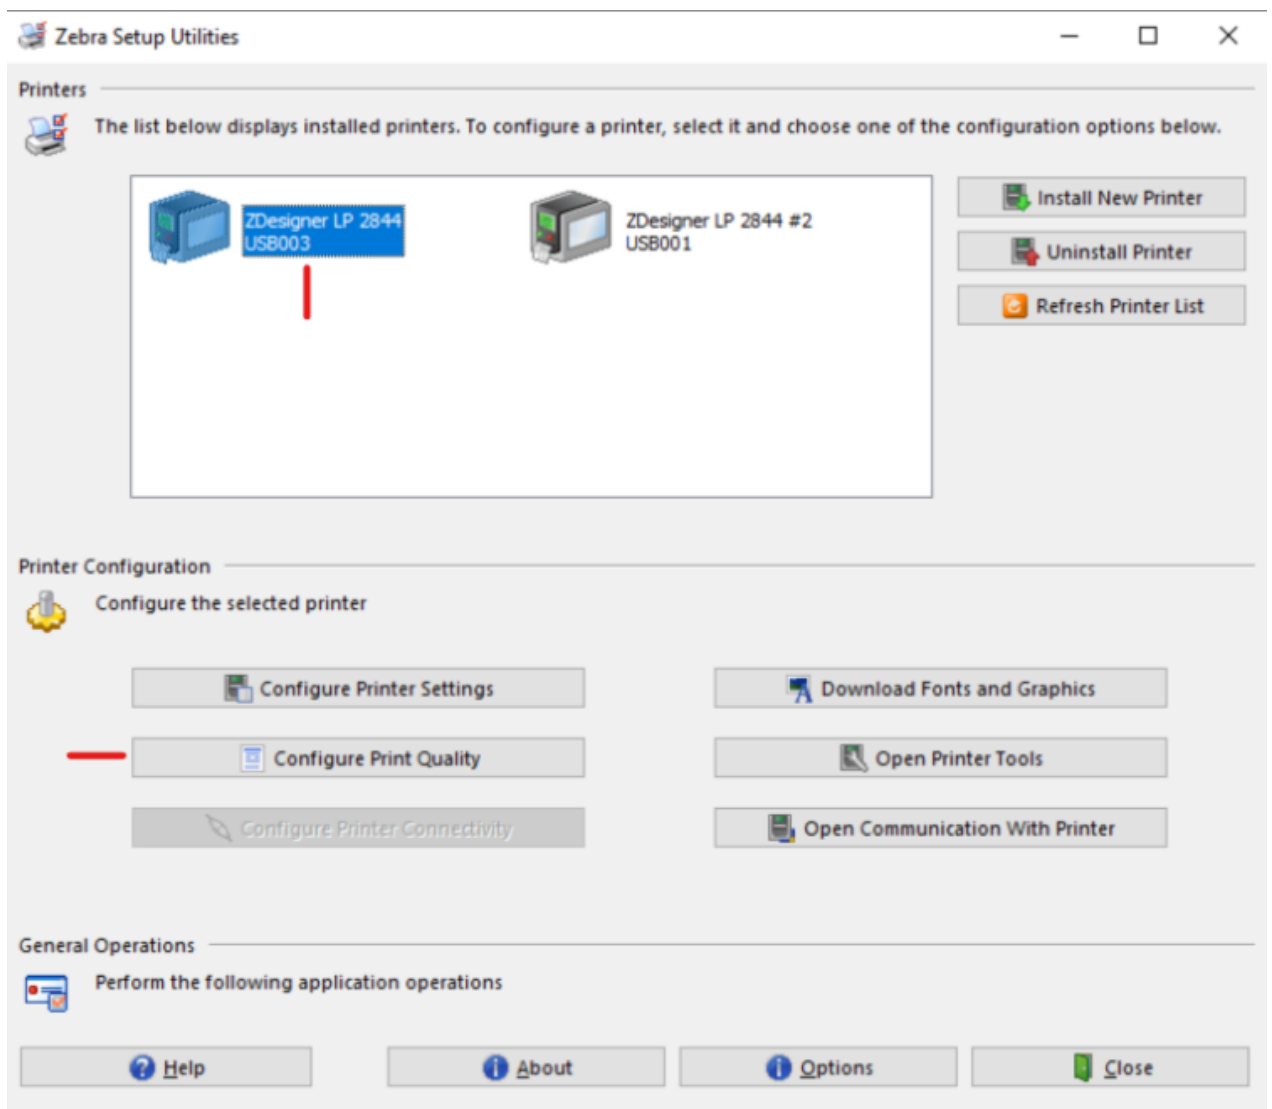 Zebra Setup Utilities
Printers
The list below displays installed printers. To configure a printer, select it and choose one of the configuration options below.
ZDesigner LP 2844
USB003
ZDesigner LP 2844 #2
USB001
Install New Printer
Uninstall Printer
Refresh Printer List
Printer Configuration
Configure the selected printer
Configure Printer Settings
Download Fonts and Graphics
Configure Print Quality
Open Printer Tools
Configure Printer Connectivity
Open Communication With Printer
General Operations
Perform the following application operations
Help
About
Options
Close